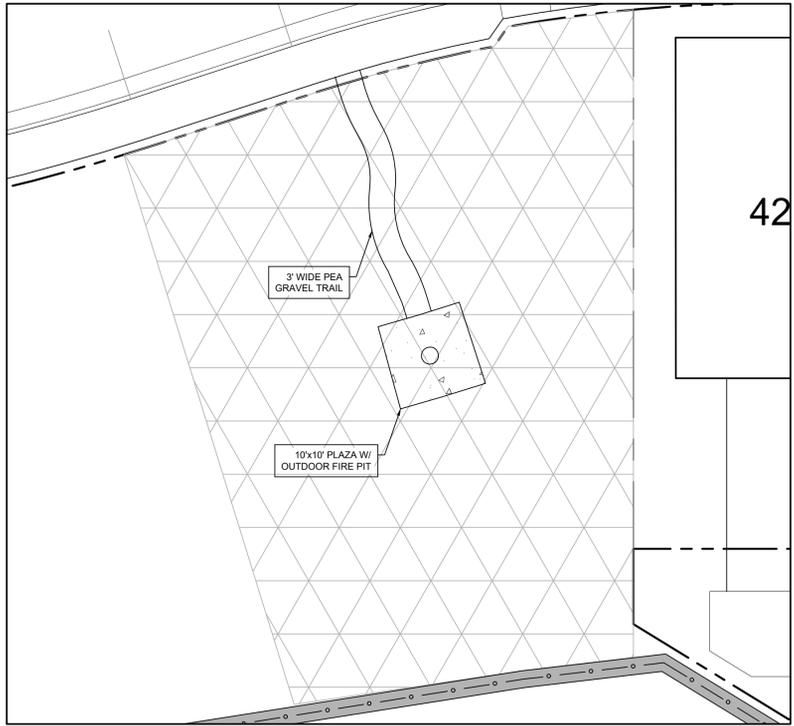 42
3' WIDE PEA
GRAVEL TRAIL
10'x10' PLAZA W/
OUTDOOR FIRE PIT